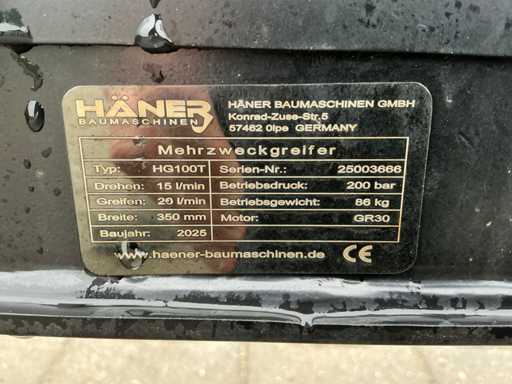 HÄNER
BAUMASCHINEN
HÄNER BAUMASCHINEN GMBH
Konrad-Zuse-Str.5
57462 Olpe GERMANY
Mehrzweckgreifer
Typ: HG100T Serien-Nr.: 25003666
Drehen: 15 l/min Betriebsdruck: 200 bar
Greifen: 20 l/min Betriebsgewicht: 86 kg
Breite: 350 mm Motor: GR30
Baujahr: 2025
www.haener-baumaschinen.de CE